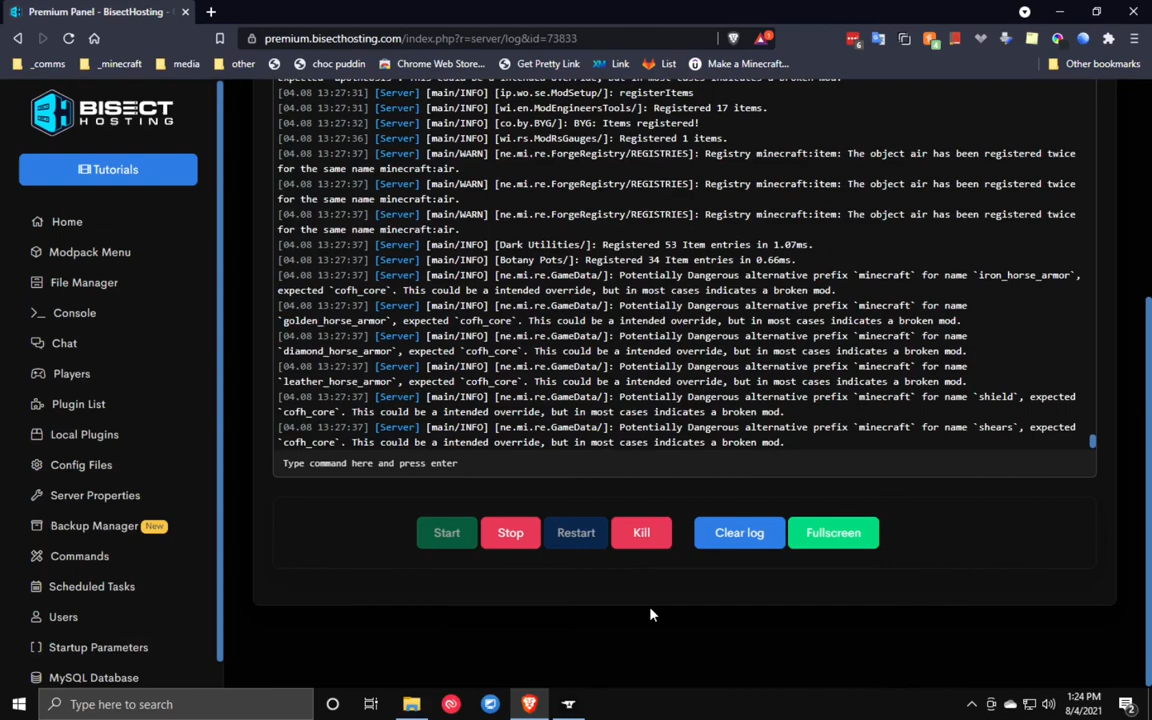 Premium Panel - BisectHosting
premium.bisecthosting.com/index.php?r=server/log&id=73833
6
4
1
_comms
_minecraft
media
other
choc puddin
Chrome Web Store...
Get Pretty Link
Link
List
Make a Minecraft...
Other bookmarks
BISECT
HOSTING
Tutorials
Home
Modpack Menu
File Manager
Console
Chat
Players
Plugin List
Local Plugins
Config Files
Server Properties
Backup Manager New
Commands
Scheduled Tasks
Users
Startup Parameters
MySQL Database
expected `apotheosis`. This could be a intended override, but in most cases indicates a broken mod.
[04.08 13:27:31] [Server] [main/INFO] [ip.wo.se.ModSetup/]: registerItems
[04.08 13:27:31] [Server] [main/INFO] [wi.en.ModEngineersTools/]: Registered 17 items.
[04.08 13:27:32] [Server] [main/INFO] [co.by.BYG/]: BYG: Items registered!
[04.08 13:27:36] [Server] [main/INFO] [wi.rs.ModRsGauges/]: Registered 1 items.
[04.08 13:27:37] [Server] [main/WARN] [ne.mi.re.ForgeRegistry/REGISTRIES]: Registry minecraft:item: The object air has been registered twice
for the same name minecraft:air.
[04.08 13:27:37] [Server] [main/WARN] [ne.mi.re.ForgeRegistry/REGISTRIES]: Registry minecraft:item: The object air has been registered twice
for the same name minecraft:air.
[04.08 13:27:37] [Server] [main/WARN] [ne.mi.re.ForgeRegistry/REGISTRIES]: Registry minecraft:item: The object air has been registered twice
for the same name minecraft:air.
[04.08 13:27:37] [Server] [main/INFO] [Dark Utilities/]: Registered 53 Item entries in 1.07ms.
[04.08 13:27:37] [Server] [main/INFO] [Botany Pots/]: Registered 34 Item entries in 0.66ms.
[04.08 13:27:37] [Server] [main/INFO] [ne.mi.re.GameData/]: Potentially Dangerous alternative prefix `minecraft` for name `iron_horse_armor`,
expected `cofh_core`. This could be a intended override, but in most cases indicates a broken mod.
[04.08 13:27:37] [Server] [main/INFO] [ne.mi.re.GameData/]: Potentially Dangerous alternative prefix `minecraft` for name
`golden_horse_armor`, expected `cofh_core`. This could be a intended override, but in most cases indicates a broken mod.
[04.08 13:27:37] [Server] [main/INFO] [ne.mi.re.GameData/]: Potentially Dangerous alternative prefix `minecraft` for name
`diamond_horse_armor`, expected `cofh_core`. This could be a intended override, but in most cases indicates a broken mod.
[04.08 13:27:37] [Server] [main/INFO] [ne.mi.re.GameData/]: Potentially Dangerous alternative prefix `minecraft` for name
`leather_horse_armor`, expected `cofh_core`. This could be a intended override, but in most cases indicates a broken mod.
[04.08 13:27:37] [Server] [main/INFO] [ne.mi.re.GameData/]: Potentially Dangerous alternative prefix `minecraft` for name `shield`, expected
`cofh_core`. This could be a intended override, but in most cases indicates a broken mod.
[04.08 13:27:37] [Server] [main/INFO] [ne.mi.re.GameData/]: Potentially Dangerous alternative prefix `minecraft` for name `shears`, expected
`cofh_core`. This could be a intended override, but in most cases indicates a broken mod.
Type command here and press enter
Start
Stop
Restart
Kill
Clear log
Fullscreen
Type here to search
1:24 PM
8/4/2021
2